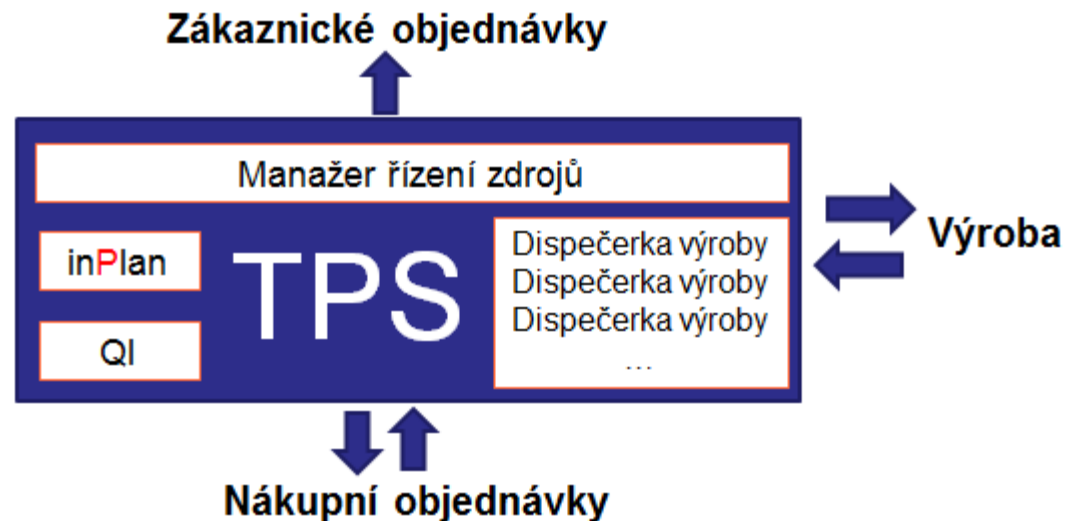 Zákaznické objednávky
Manažer řízení zdrojů
inPlan
TPS
QI
Dispečerka výroby
Dispečerka výroby
Dispečerka výroby
...
Výroba
Nákupní objednávky